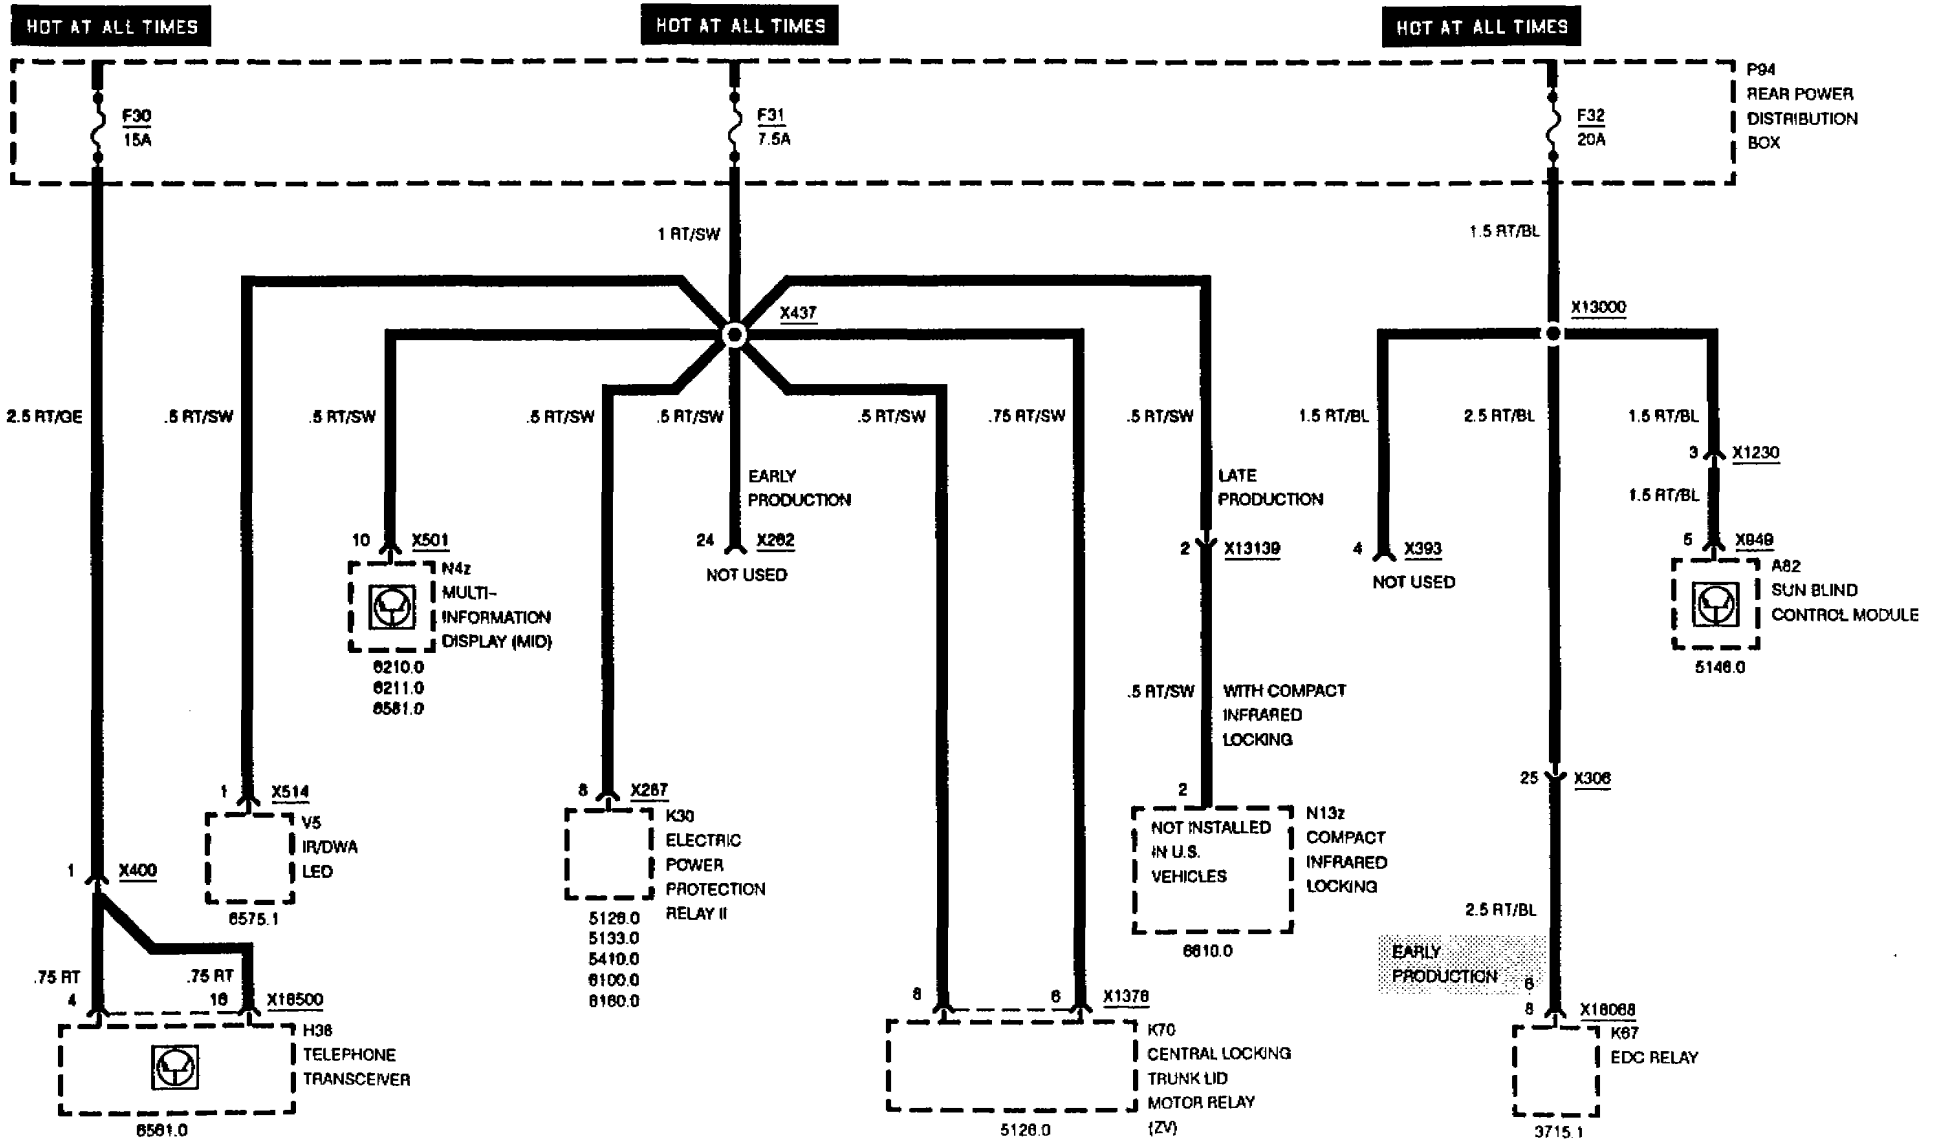 HOT AT ALL TIMES
HOT AT ALL TIMES
HOT AT ALL TIMES
P94
REAR POWER
DISTRIBUTION
BOX
F30
15A
F31
7.5A
F32
20A
1 RT/SW
1.5 RT/BL
X437
X13000
2.5 RT/GE
.5 RT/SW
.5 RT/SW
.5 RT/SW
.5 RT/SW
.5 RT/SW
.75 RT/SW
.5 RT/SW
1.5 RT/BL
2.5 RT/BL
1.5 RT/BL
3
X1230
EARLY
PRODUCTION
LATE
PRODUCTION
1.5 RT/BL
10
X501
24
X262
NOT USED
2
X13139
4
X393
NOT USED
5
X949
N4z
MULTI-
INFORMATION
DISPLAY (MID)
6210.0
6211.0
6581.0
A82
SUN BLIND
CONTROL MODULE
5146.0
.5 RT/SW
WITH COMPACT
INFRARED
LOCKING
25
X306
1
X514
V5
IR/DWA
LED
6575.1
8
X267
K30
ELECTRIC
POWER
PROTECTION
RELAY II
5126.0
5133.0
5410.0
6100.0
6160.0
2
NOT INSTALLED
IN U.S.
VEHICLES
N13z
COMPACT
INFRARED
LOCKING
6610.0
1
X400
2.5 RT/BL
EARLY
PRODUCTION
6
8
X18068
K67
EDC RELAY
3715.1
.75 RT
.75 RT
4
16
X18500
H36
TELEPHONE
TRANSCEIVER
6561.0
8
6
X1376
K70
CENTRAL LOCKING
TRUNK LID
MOTOR RELAY
(ZV)
5126.0